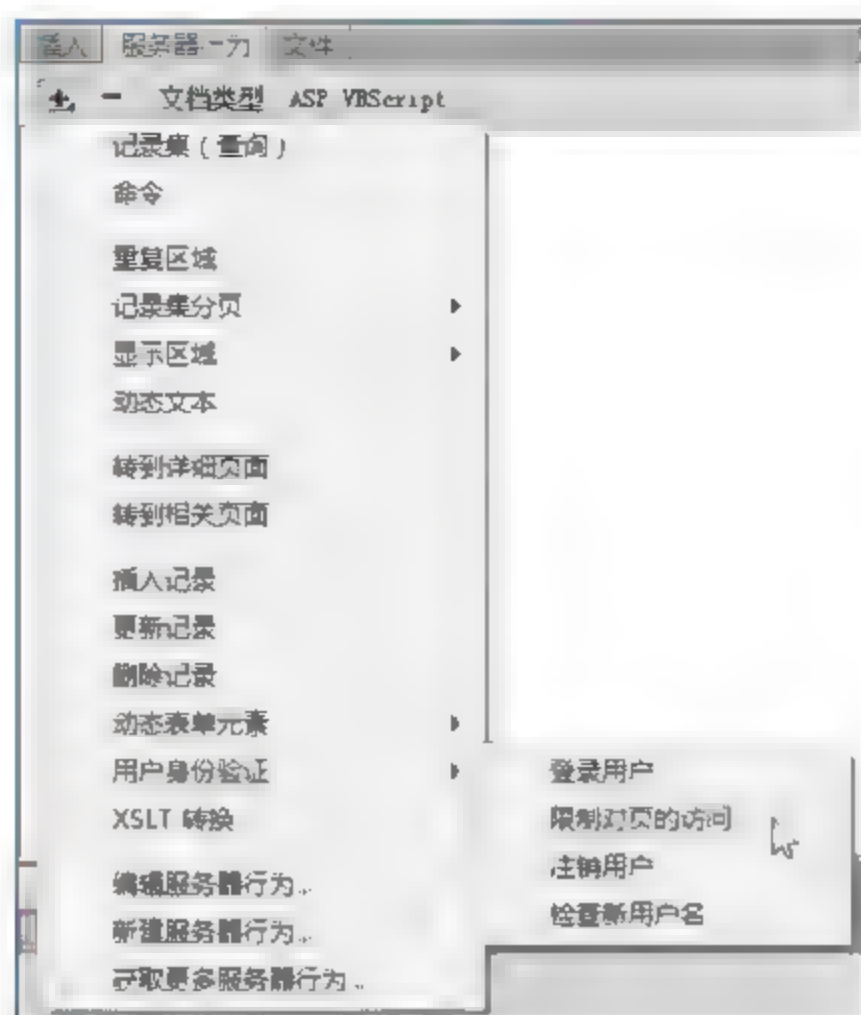 插入 服务器行为 文件
文档类型 ASP VBScript
记录集(查询)
命令
重复区域
记录集分页
显示区域
动态文本
转到详细页面
转到相关页面
插入记录
更新记录
删除记录
动态表单元素
用户身份验证
登录用户
XSLT 转换
限制对页的访问
注销用户
编辑服务器行为..
检查新用户名
新建服务器行为..
获取更多服务器行为..